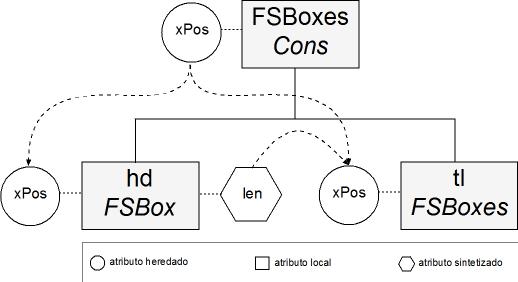 xPos
FSBoxes
Cons
xPos
hd
FSBox
len
xPos
tl
FSBoxes
atributo heredado
atributo local
atributo sintetizado